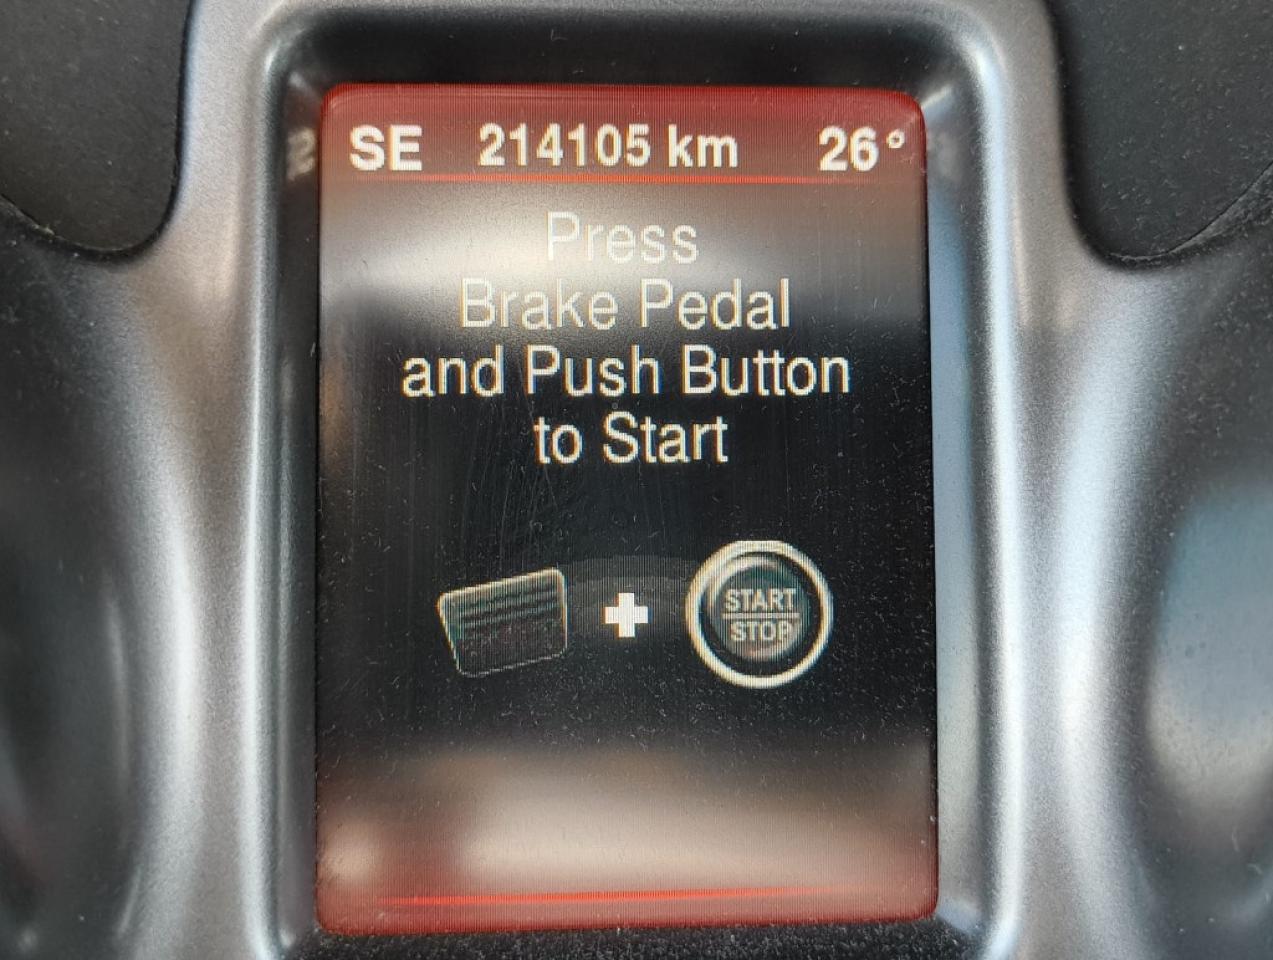 SE 214105 km 26°
Press
Brake Pedal
and Push Button
to Start
START
STOP